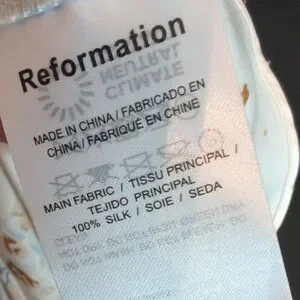 Reformation
CLIMATE
NEUTRAL
MADE IN CHINA / FABRICADO EN
CHINA / FABRIQUÉ EN CHINE
MAIN FABRIC / TISSU PRINCIPAL /
TEJIDO PRINCIPAL
100% SILK / SOIE / SEDA